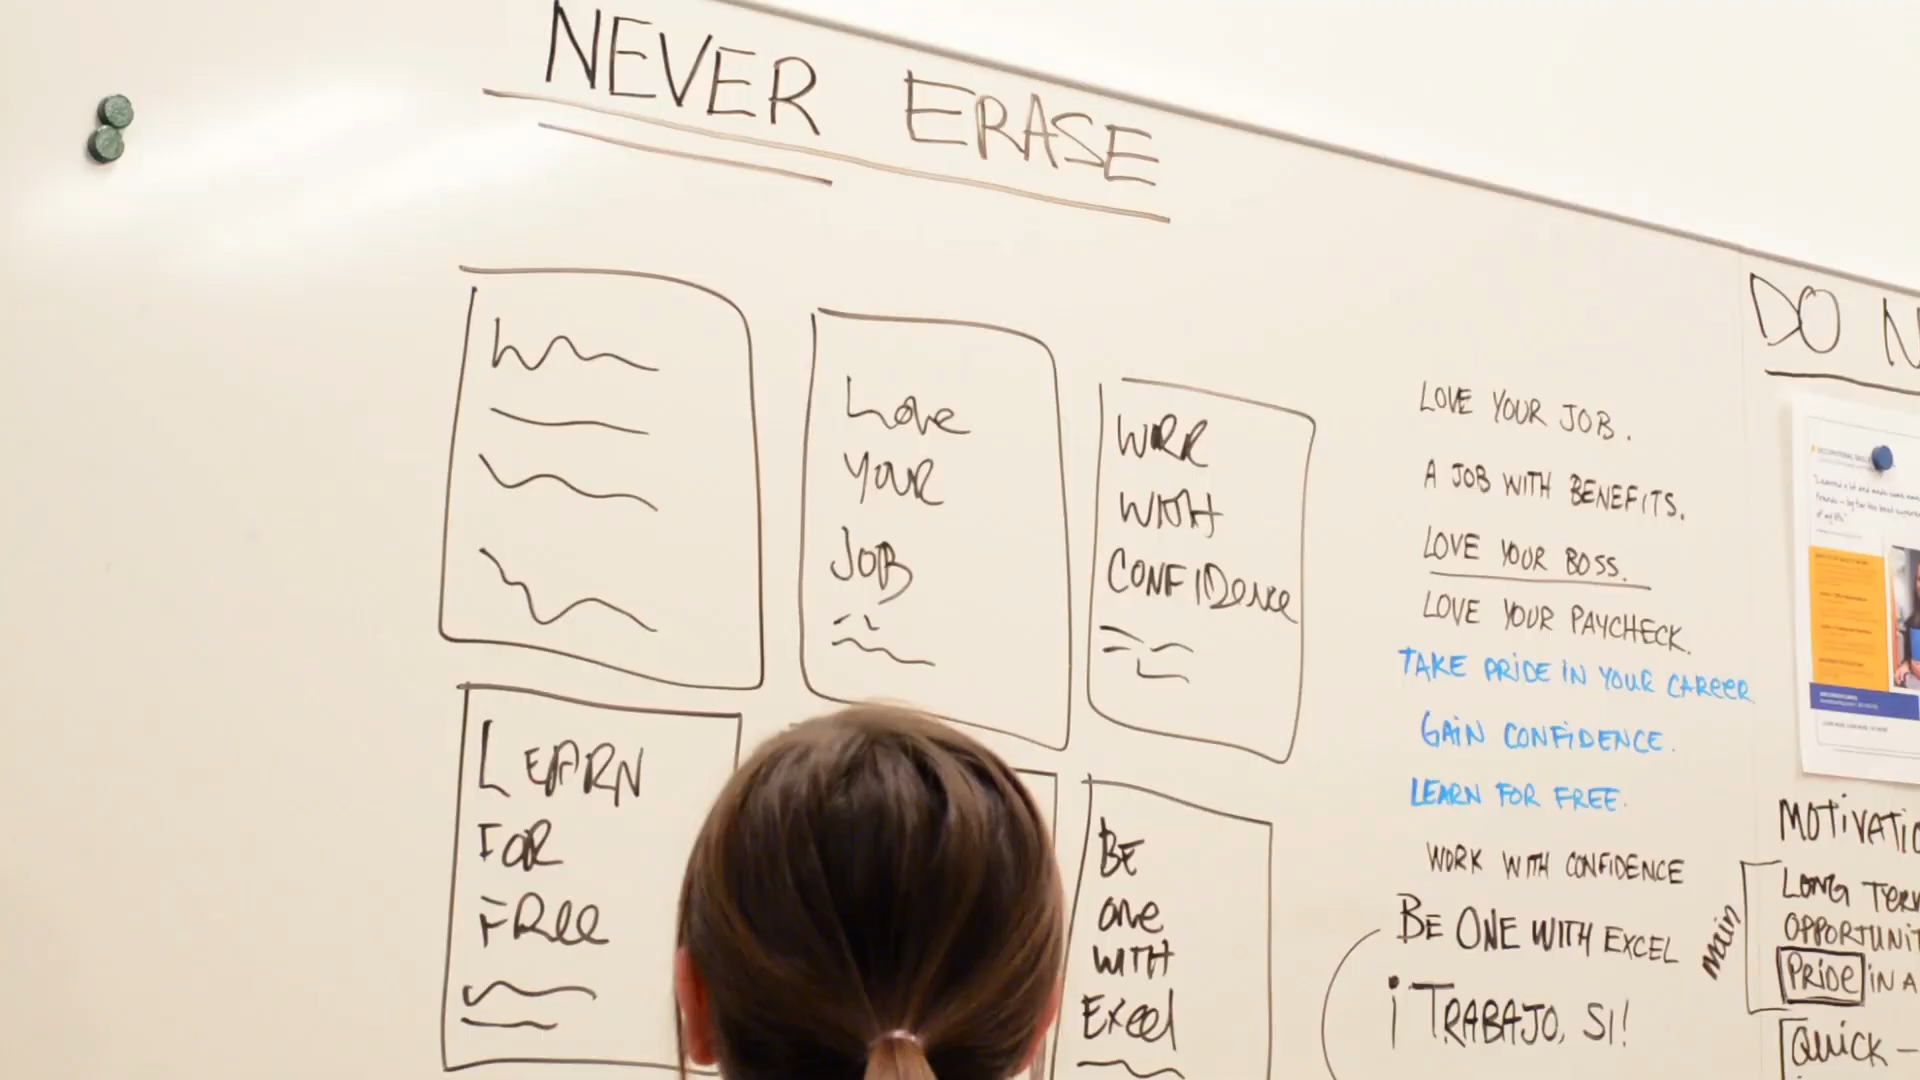 NEVER ERASE
LOVE
YOUR
JOB
WORK
WITH
CONFIDENCE
LEARN
FOR
FREE
BE
ONE
WITH
EXCEL
LOVE YOUR JOB.
A JOB WITH BENEFITS.
LOVE YOUR BOSS.
LOVE YOUR PAYCHECK.
TAKE PRIDE IN YOUR CAREER
GAIN CONFIDENCE.
LEARN FOR FREE.
WORK WITH CONFIDENCE
BE ONE WITH EXCEL
¡TRABAJO, SI!
DO N
MOTIVATIO
Main
LONG TERM
OPPORTUNIT
PRIDE IN A
QUICK -